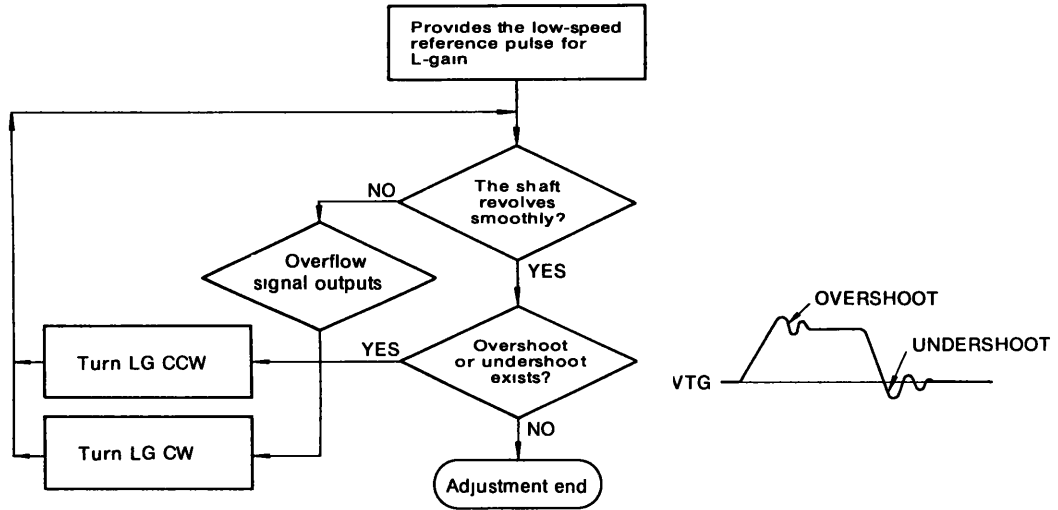 Provides the low-speed
reference pulse for
L-gain
NO
The shaft
revolves
smoothly?
Overflow
signal outputs
YES
Turn LG CCW
YES
Overshoot
or undershoot
exists?
Turn LG CW
NO
Adjustment end
OVERSHOOT
UNDERSHOOT
VTG